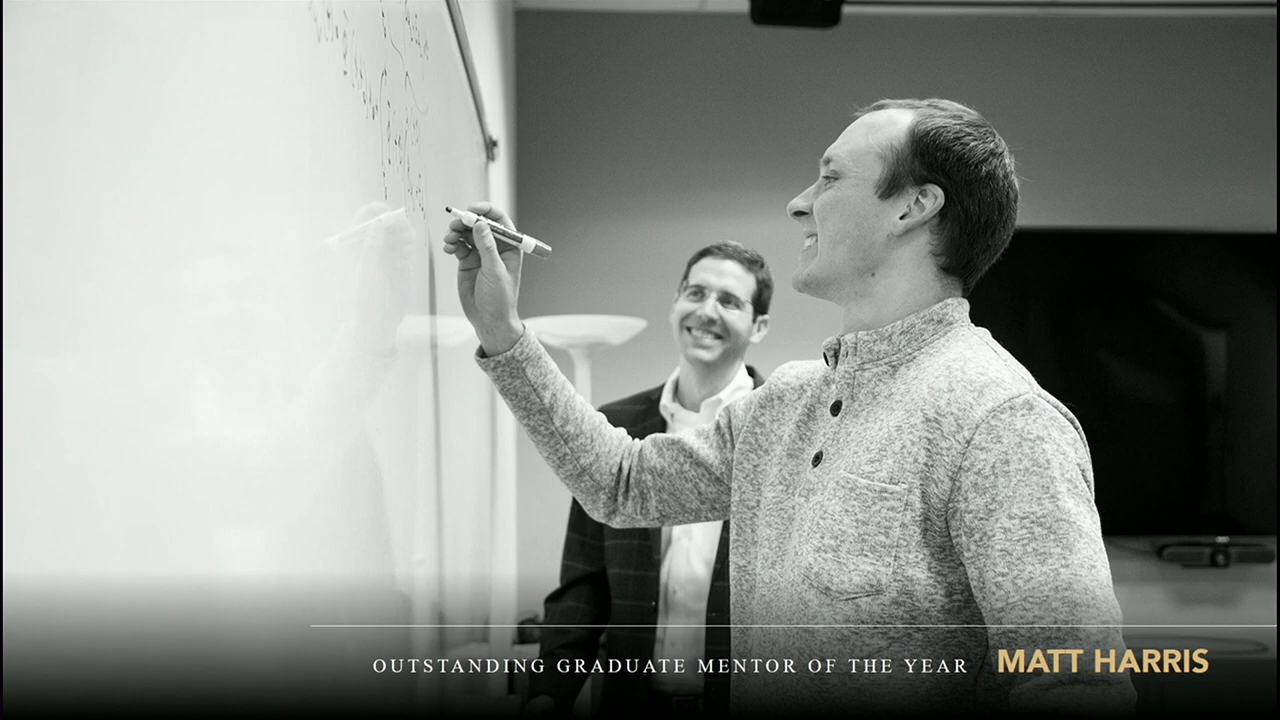 OUTSTANDING GRADUATE MENTOR OF THE YEAR MATT HARRIS